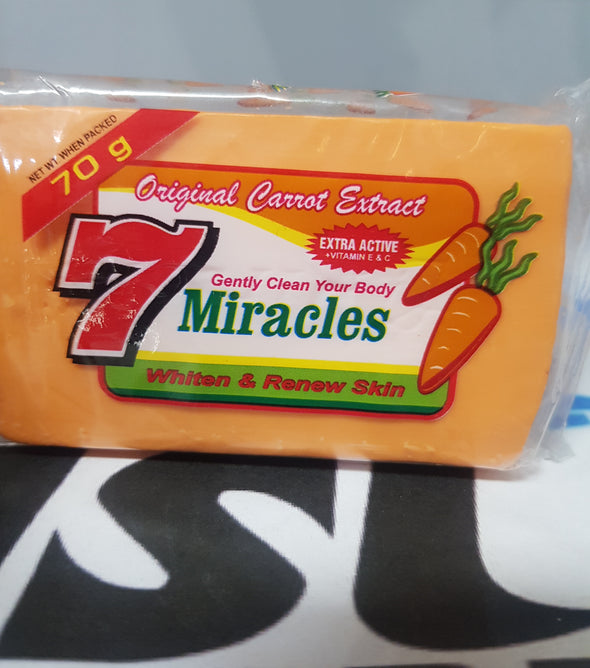 NET WT. WHEN PACKED
70 g
Original Carrot Extract
EXTRA ACTIVE
+VITAMIN E & C
Gently Clean Your Body
7 Miracles
Whiten & Renew Skin